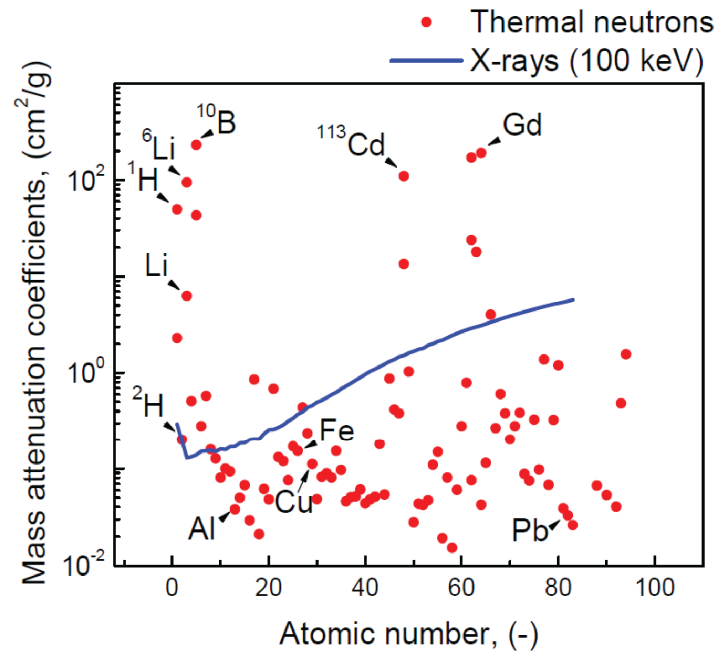 Thermal neutrons
X-rays (100 keV)
Mass attenuation coefficients, (cm²/g)
10²
10⁰
10⁻²
¹⁰B
⁶Li
¹H
Li
²H
Al
¹¹³Cd
Gd
Fe
Cu
Pb
0 20 40 60 80 100
Atomic number, (-)